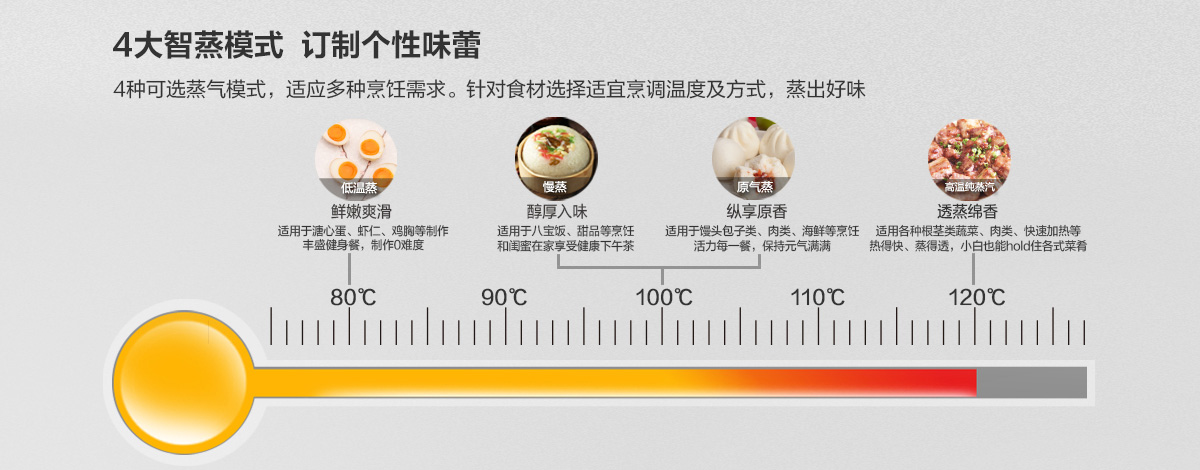 4大智蒸模式 订制个性味蕾
4种可选蒸气模式，适应多种烹饪需求。针对食材选择适宜烹调温度及方式，蒸出好味
低温蒸
鲜嫩爽滑
适用于溏心蛋、虾仁、鸡胸等制作
丰盛健身餐，制作0难度
慢蒸
醇厚入味
适用于八宝饭、甜品等烹饪
和闺蜜在家享受健康下午茶
原气蒸
纵享原香
适用于馒头包子类、肉类、海鲜等烹饪
活力每一餐，保持元气满满
高温纯蒸汽
透蒸绵香
适用各种根茎类蔬菜、肉类、快速加热等
热得快、蒸得透，小白也能hold住各式菜肴
80℃
90℃
100℃
110℃
120℃